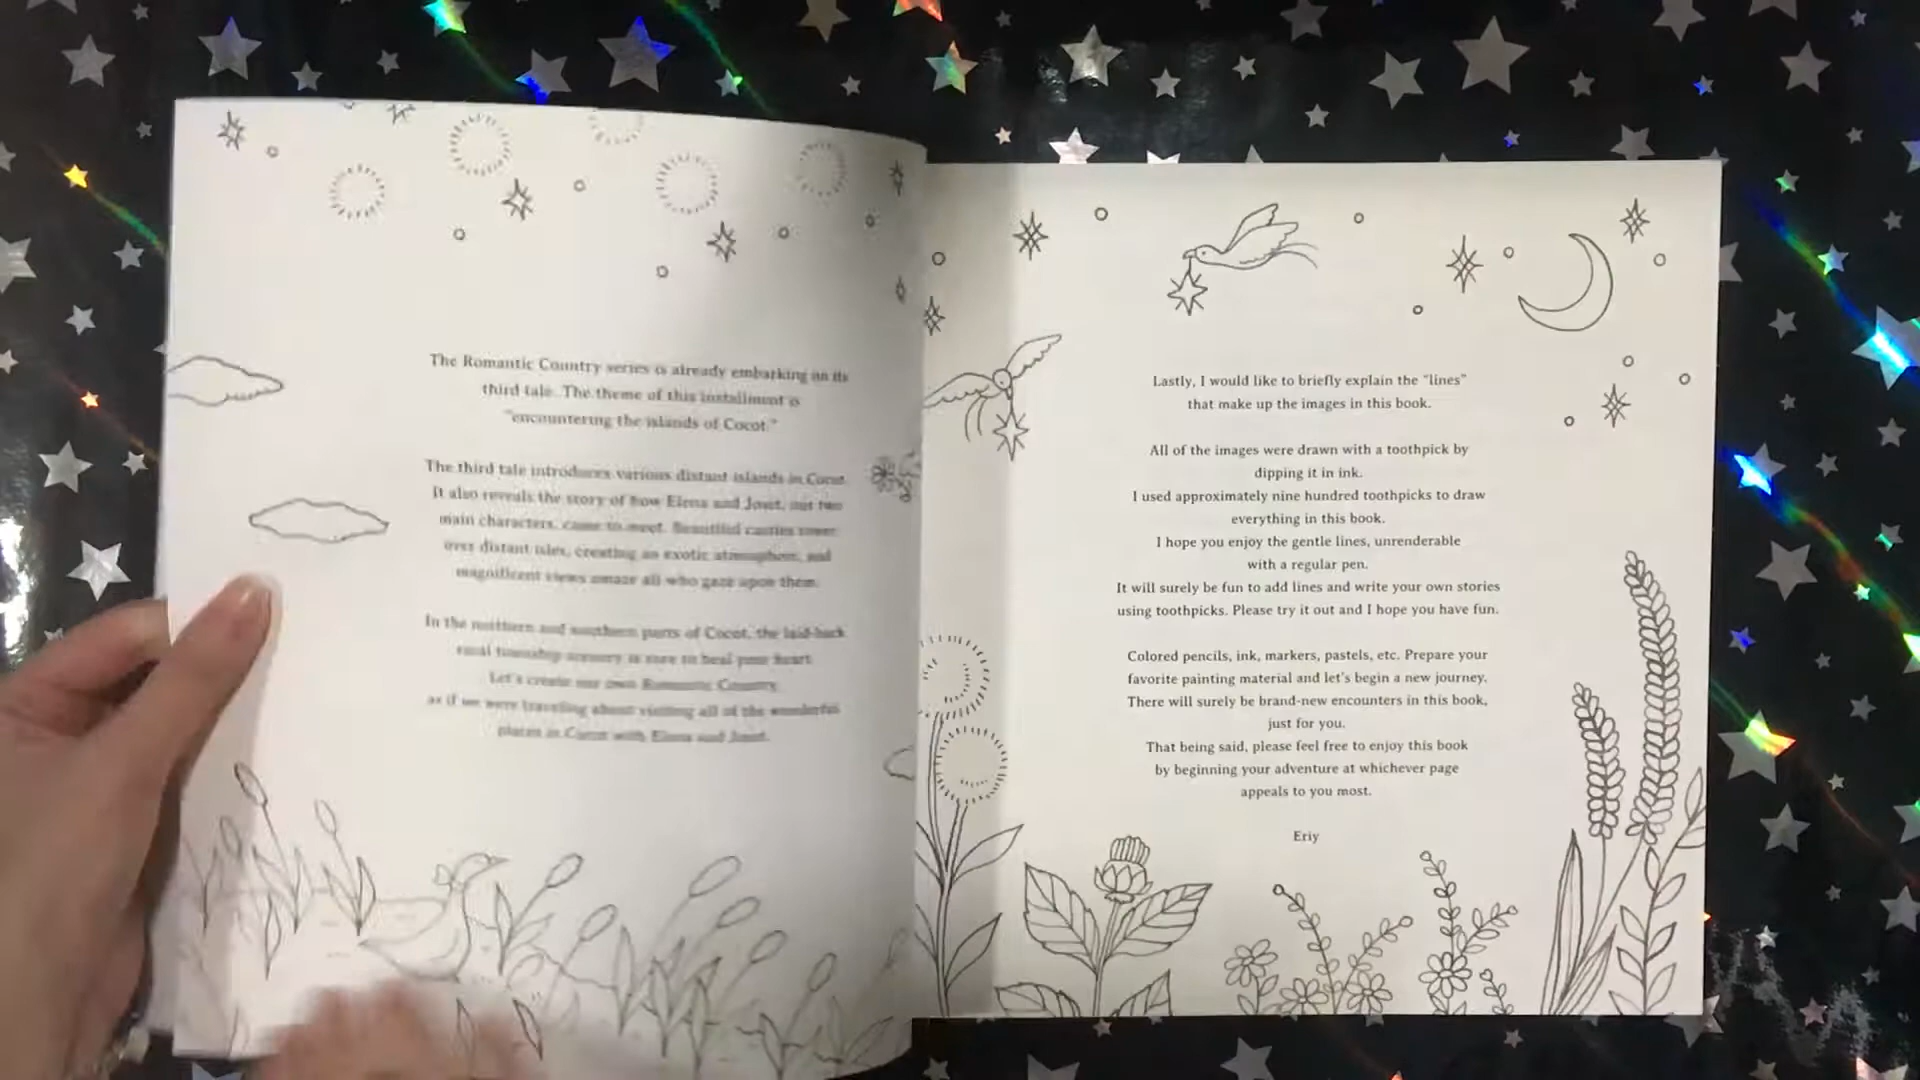 The Romantic Country series is already embarking on its
third tale. The theme of this installment is
"encountering the islands of Cocot."
The third tale introduces various distant islands in Cocot.
It also reveals the story of how Elena and Joset, our two
main characters, came to meet. Beautiful castles tower
over distant isles, creating an exotic atmosphere, and
magnificent views amaze all who gaze upon them.
In the northern and southern parts of Cocot, the laid-back
rural township scenery is sure to heal your heart.
Let's create our own Romantic Country,
as if we were traveling about visiting all of the wonderful
places in Cocot with Elena and Joset.
Lastly, I would like to briefly explain the "lines"
that make up the images in this book.
All of the images were drawn with a toothpick by
dipping it in ink.
I used approximately nine hundred toothpicks to draw
everything in this book.
I hope you enjoy the gentle lines, unrenderable
with a regular pen.
It will surely be fun to add lines and write your own stories
using toothpicks. Please try it out and I hope you have fun.
Colored pencils, ink, markers, pastels, etc. Prepare your
favorite painting material and let's begin a new journey.
There will surely be brand-new encounters in this book,
just for you.
That being said, please feel free to enjoy this book
by beginning your adventure at whichever page
appeals to you most.
Eriy